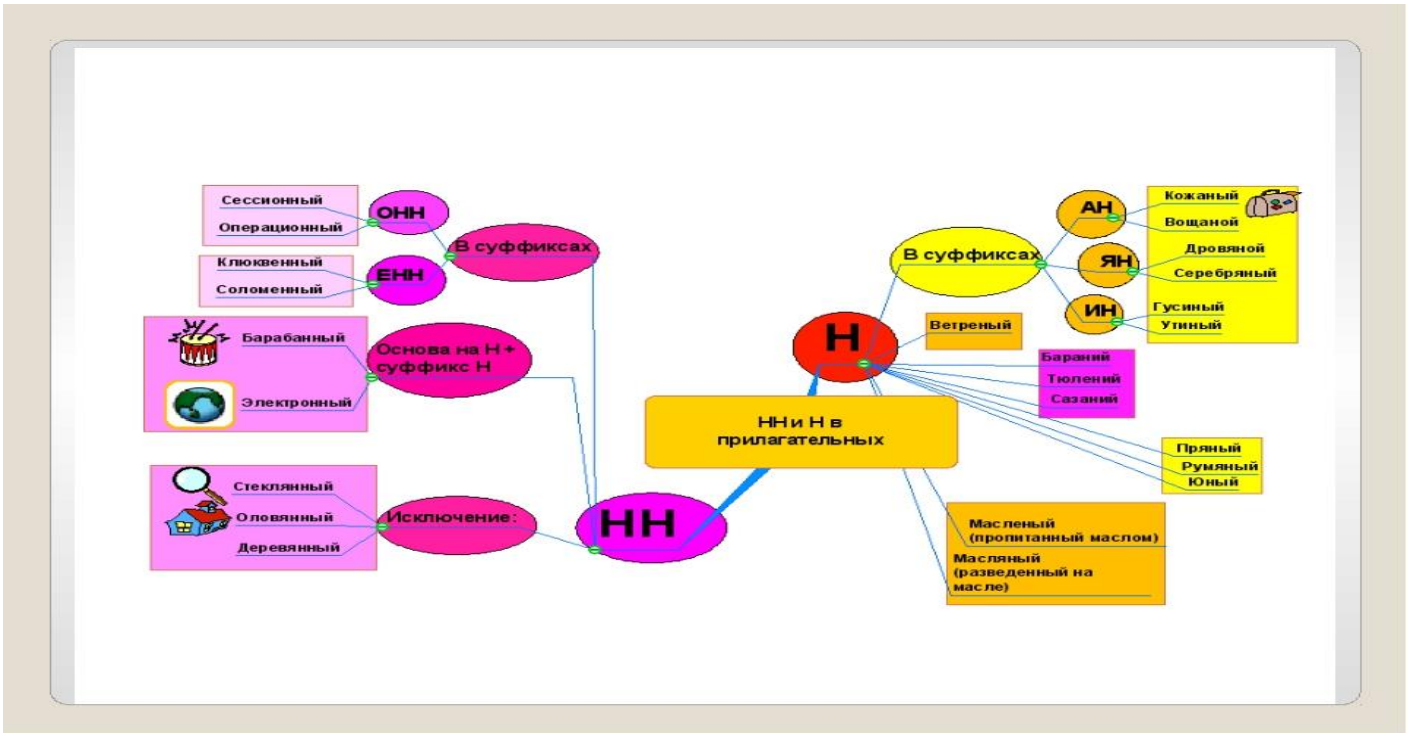 Сессионный
Операционный
ОНН
Клюквенный
Соломенный
ЕНН
В суффиксах
Барабанный
Электронный
Основа на Н +
суффикс Н
Стеклянный
Оловянный
Деревянный
Исключение:
НН
НН и Н в
прилагательных
Н
В суффиксах
АН
Кожаный
Вощаной
ЯН
Дровяной
Серебряный
ИН
Гусиный
Утиный
Ветреный
Бараний
Тюлений
Сазаний
Пряный
Румяный
Юный
Масленый
(пропитанный маслом)
Масляный
(разведенный на
масле)